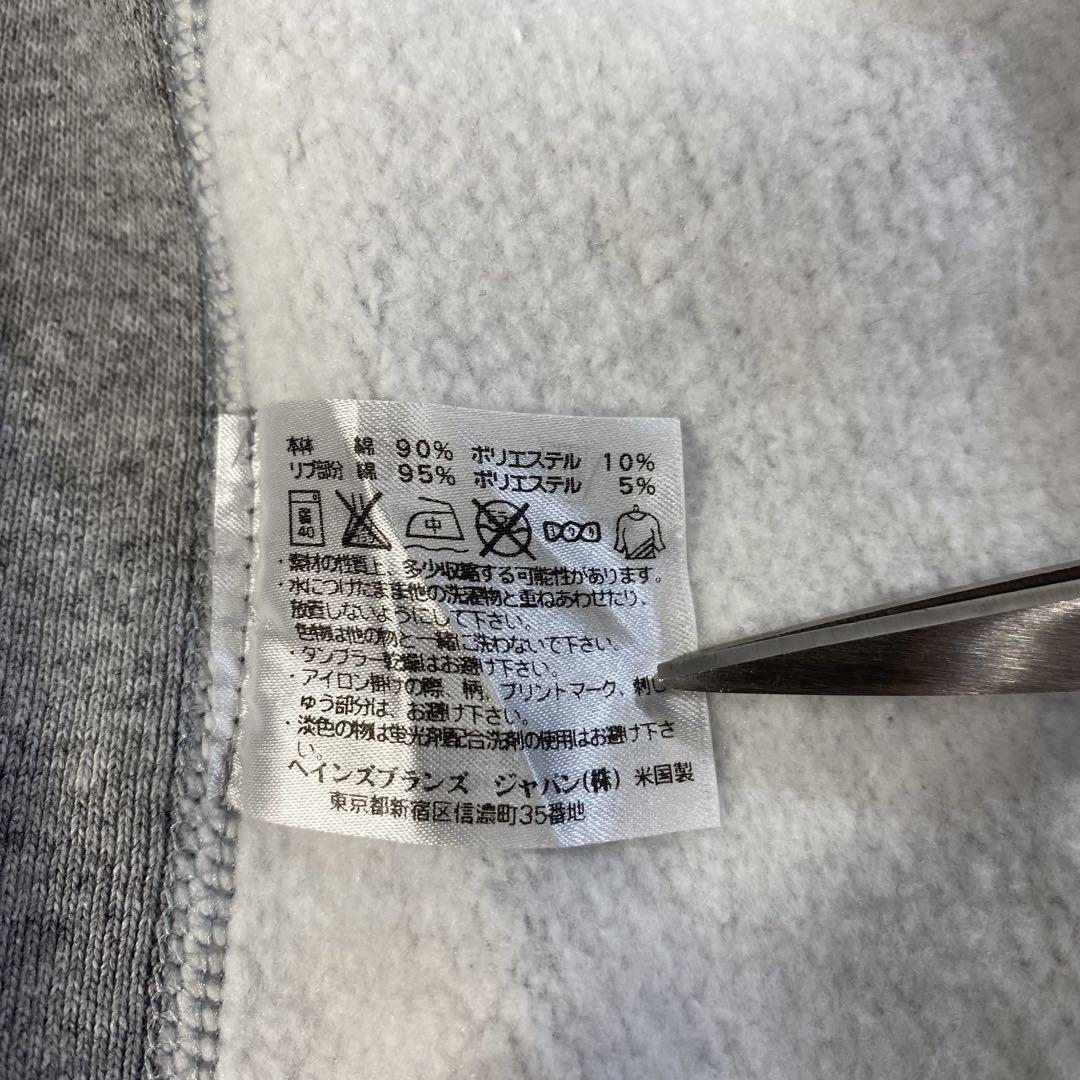 本体 綿 90% ポリエステル 10%
リブ部分 綿 95% ポリエステル 5%
弱 40 中
・素材の性質上、多少収縮する可能性があります。
・水につけたまま他の洗濯物と重ねあわせたり、
放置しないようにして下さい。
色物は他の物と一緒に洗わないで下さい。
・タンブラー乾燥はお避け下さい。
・アイロン掛けの際、柄、プリントマーク、刺し
ゅう部分は、お避け下さい。
・淡色の物は蛍光剤配合洗剤の使用はお避け下さ
い。
ヘインズブランズ ジャパン(株) 米国製
東京都新宿区信濃町35番地